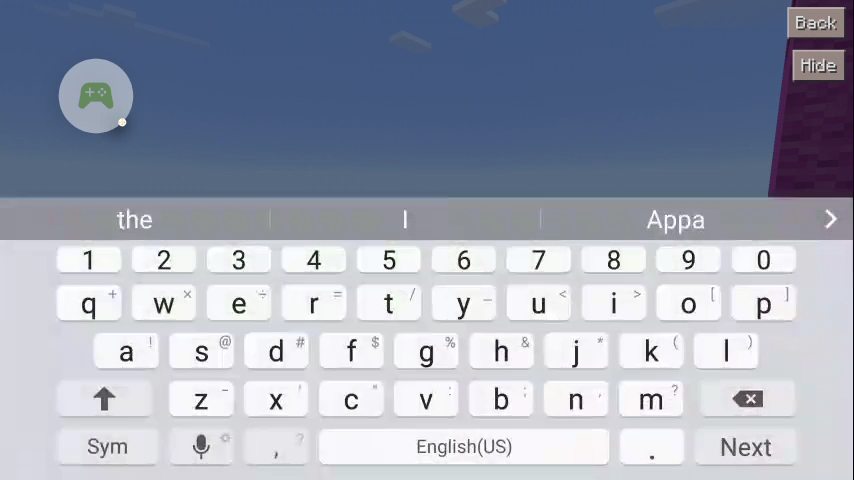 Back
Hide
the I Appa
1 2 3 4 5 6 7 8 9 0
q + w × e ÷ r = t / y _ u < i > o [ p ]
a ! s @ d # f $ g % h & j * k ( l )
z - x ' c " v : b ; n , m ?
Sym , ? English(US) . Next